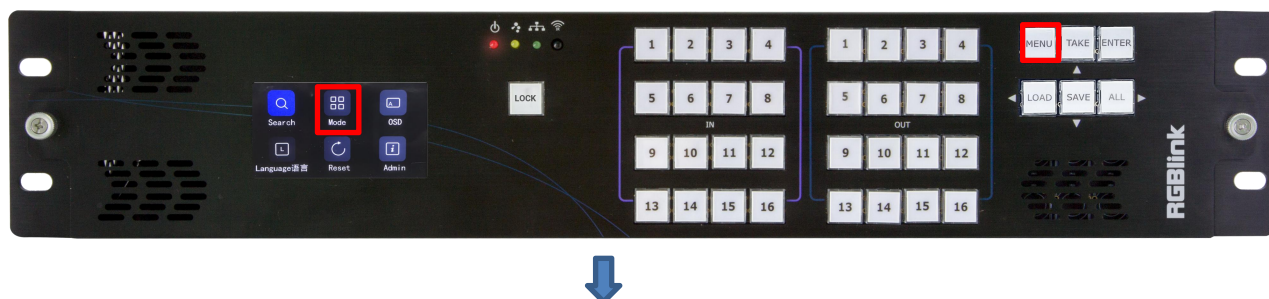 Search Mode OSD
Language语言 Reset Admin
LOCK
1 2 3 4
5 6 7 8
IN
9 10 11 12
13 14 15 16
1 2 3 4
5 6 7 8
OUT
9 10 11 12
13 14 15 16
MENU TAKE ENTER
LOAD SAVE ALL
RGBlink